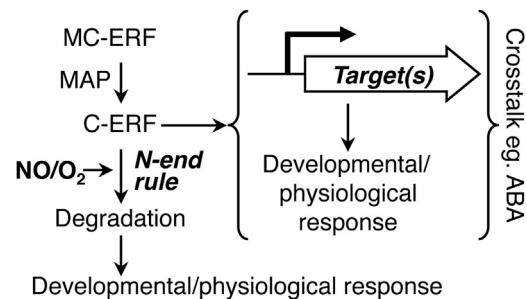 MC-ERF
MAP
C-ERF
NO/O2
N-end
rule
Degradation
Developmental/physiological response
Target(s)
Developmental/
physiological
response
Crosstalk eg. ABA